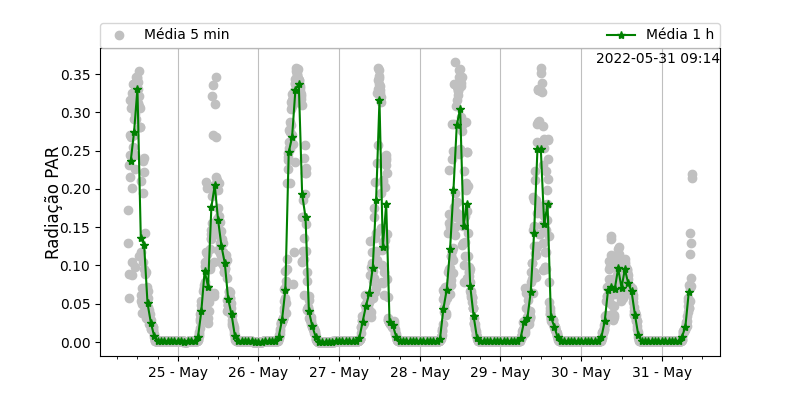 Média 5 min
Média 1 h
2022-05-31 09:14
Radiação PAR
0.35
0.30
0.25
0.20
0.15
0.10
0.05
0.00
25 - May
26 - May
27 - May
28 - May
29 - May
30 - May
31 - May